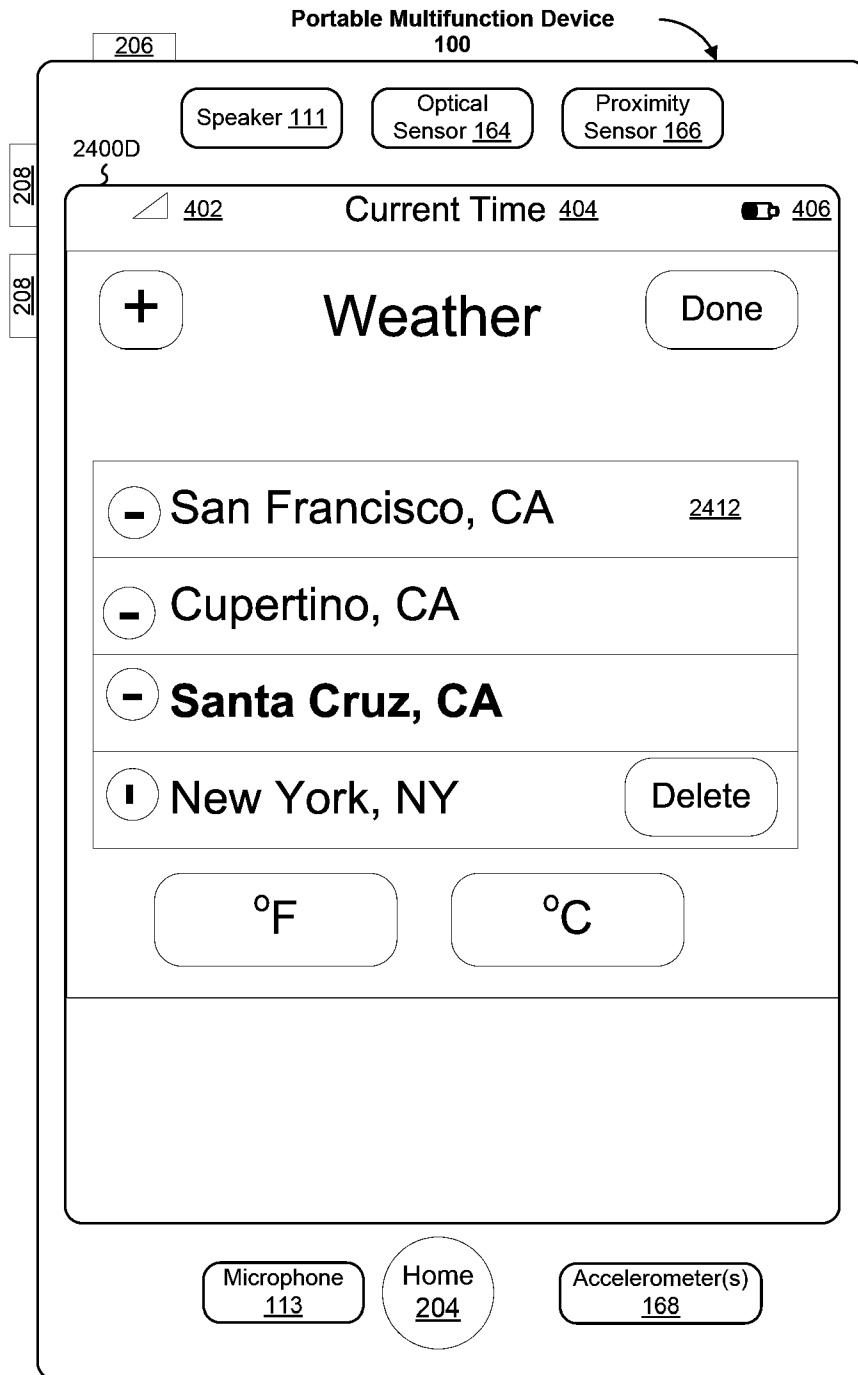 Portable Multifunction Device
100
206
Speaker 111
Optical
Sensor 164
Proximity
Sensor 166
2400D
208
208
402
Current Time 404
406
+
Weather
Done
- San Francisco, CA
2412
- Cupertino, CA
- Santa Cruz, CA
New York, NY
Delete
°F
°C
Microphone
113
Home
204
Accelerometer(s)
168